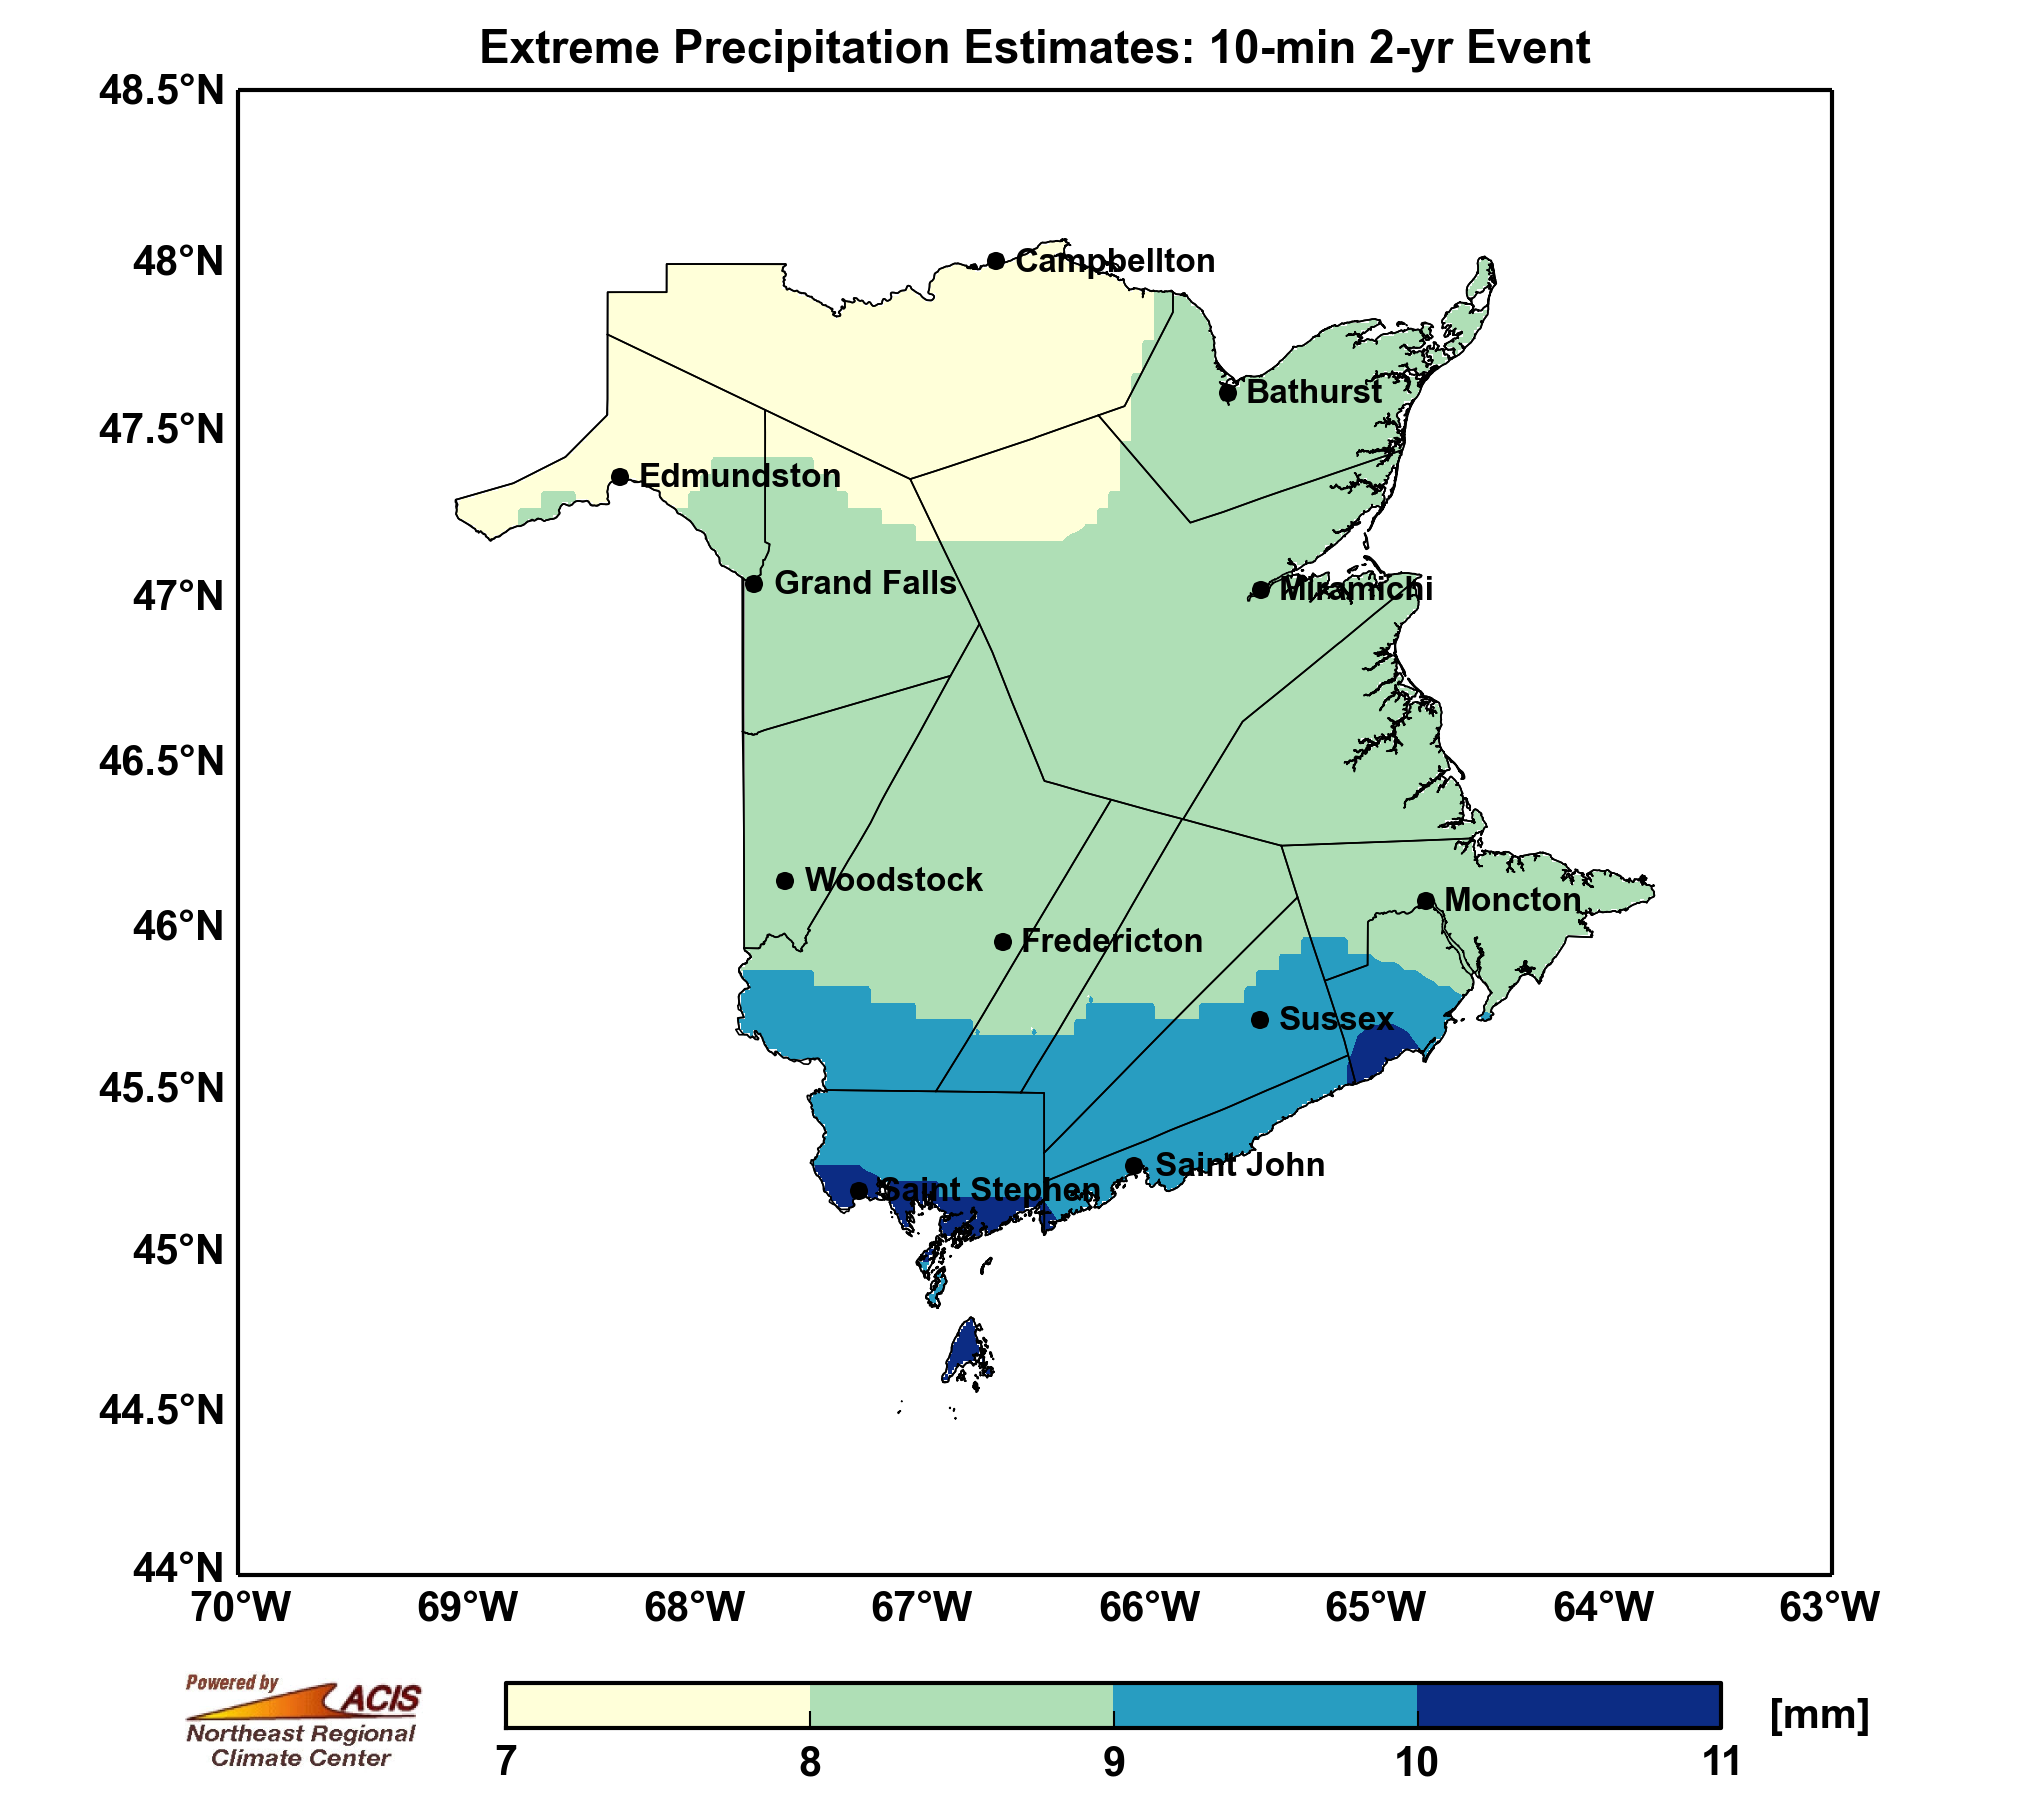 Extreme Precipitation Estimates: 10-min 2-yr Event
48.5°N
48°N
47.5°N
47°N
46.5°N
46°N
45.5°N
45°N
44.5°N
44°N
Campbellton
Bathurst
Edmundston
Grand Falls
Miramichi
Woodstock
Moncton
Fredericton
Sussex
Saint John
Saint Stephen
70°W
69°W
68°W
67°W
66°W
65°W
64°W
63°W
Powered by
ACIS
Northeast Regional
Climate Center
7
8
9
10
11
[mm]